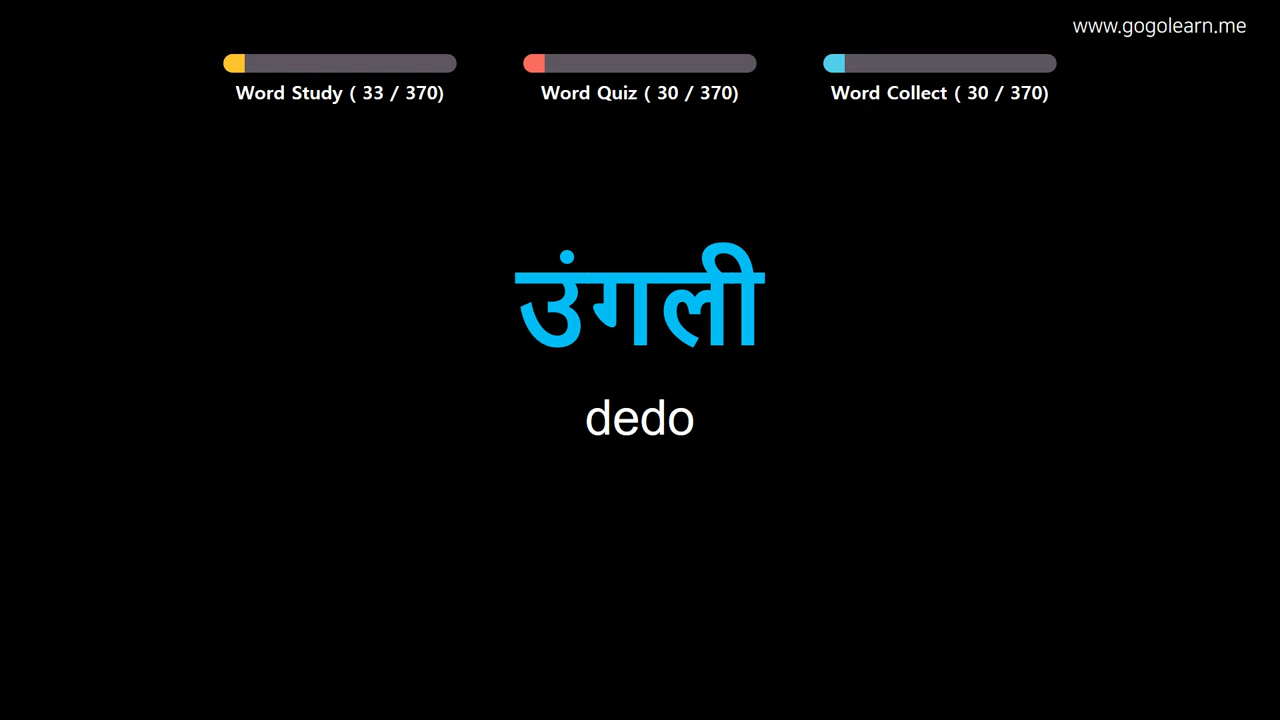 www.gogolearn.me
Word Study ( 33 / 370)
Word Quiz ( 30 / 370)
Word Collect ( 30 / 370)
उंगली
dedo